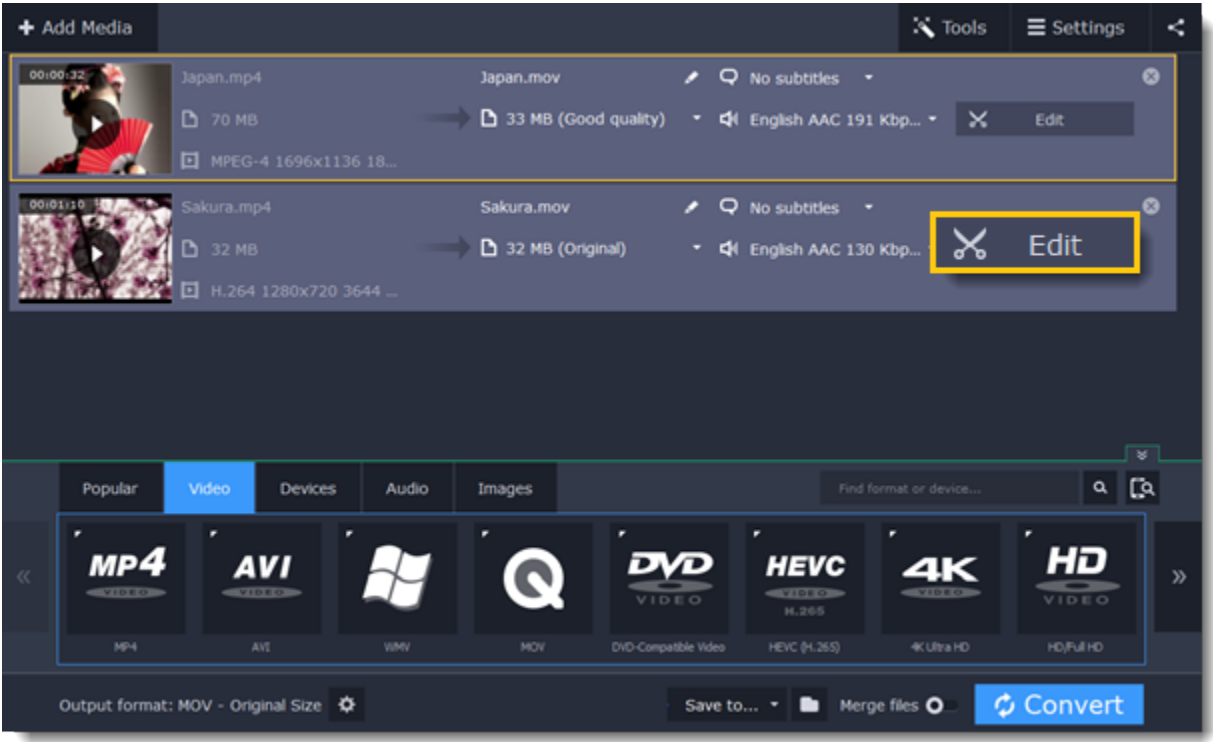 Add Media
Tools
Settings
00:00:32
Japan.mp4
Japan.mov
No subtitles
70 MB
33 MB (Good quality)
English AAC 191 Kbp...
Edit
MPEG-4 1696x1136 18...
00:01:10
Sakura.mp4
Sakura.mov
No subtitles
32 MB
32 MB (Original)
English AAC 130 Kbp...
Edit
H.264 1280x720 3644 ...
Popular
Video
Devices
Audio
Images
Find format or device...
MP4
VIDEO
AVI
VIDEO
DVD
VIDEO
HEVC
VIDEO
H.265
4K
VIDEO
HD
VIDEO
MP4
AVI
WMV
MOV
DVD-Compatible Video
HEVC (H.265)
4K Ultra HD
HD/Full HD
Output format: MOV - Original Size
Save to...
Merge files
Convert